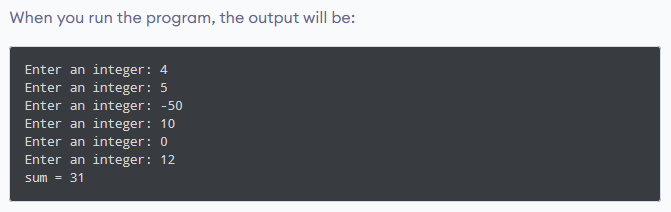 When you run the program, the output will be:
Enter an integer: 4
Enter an integer: 5
Enter an integer: -50
Enter an integer: 10
Enter an integer: 0
Enter an integer: 12
sum = 31